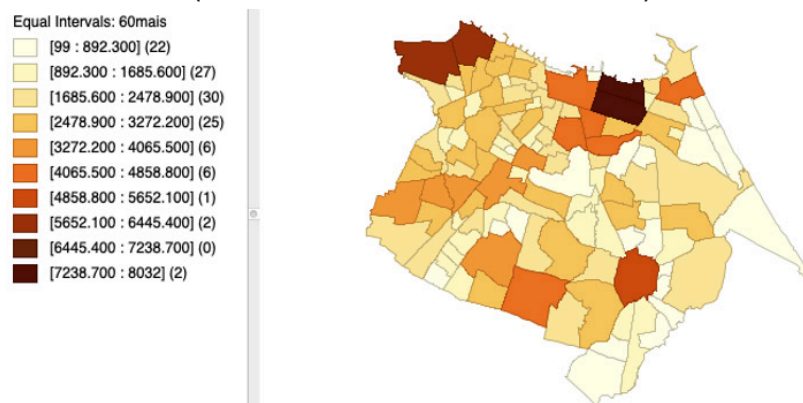 Equal Intervals: 60mais
[99 : 892.300] (22)
[892.300 : 1685.600] (27)
[1685.600 : 2478.900] (30)
[2478.900 : 3272.200] (25)
[3272.200 : 4065.500] (6)
[4065.500 : 4858.800] (6)
[4858.800 : 5652.100] (1)
[5652.100 : 6445.400] (2)
[6445.400 : 7238.700] (0)
[7238.700 : 8032] (2)